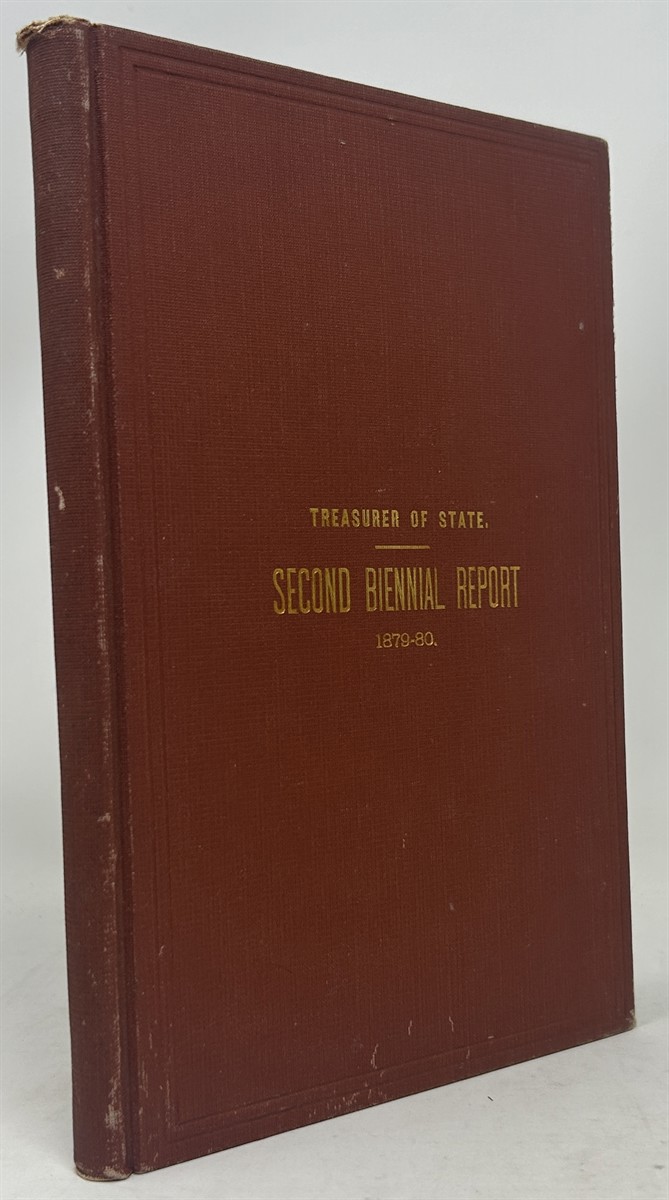 TREASURER OF STATE.
SECOND BIENNIAL REPORT
1879-80.